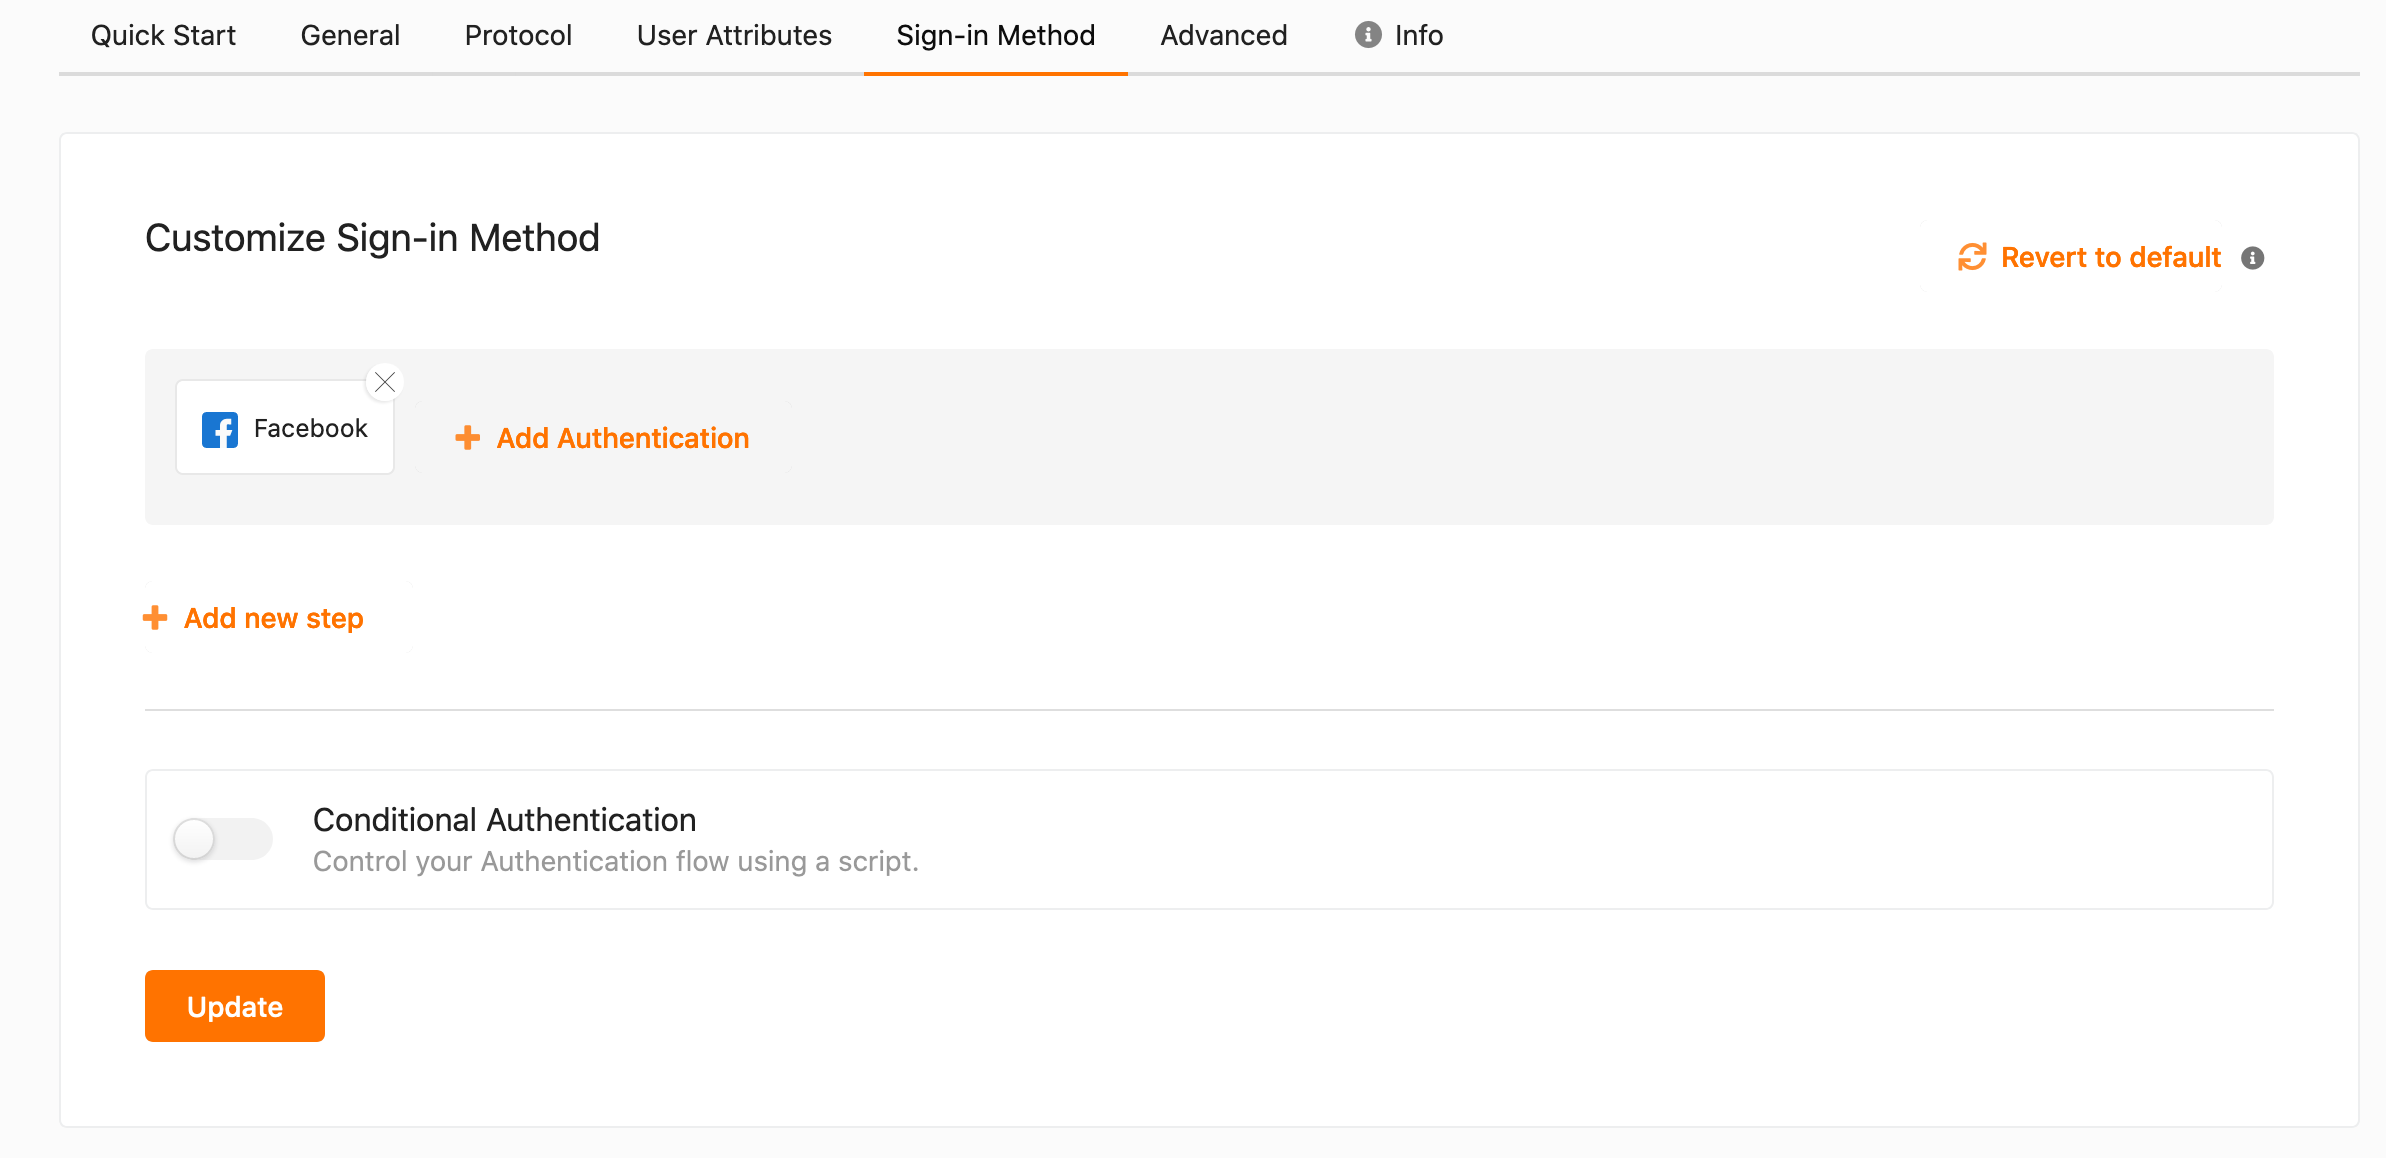 Quick Start General Protocol User Attributes Sign-in Method Advanced Info
Customize Sign-in Method
Revert to default
Facebook
Add Authentication
Add new step
Conditional Authentication
Control your Authentication flow using a script.
Update